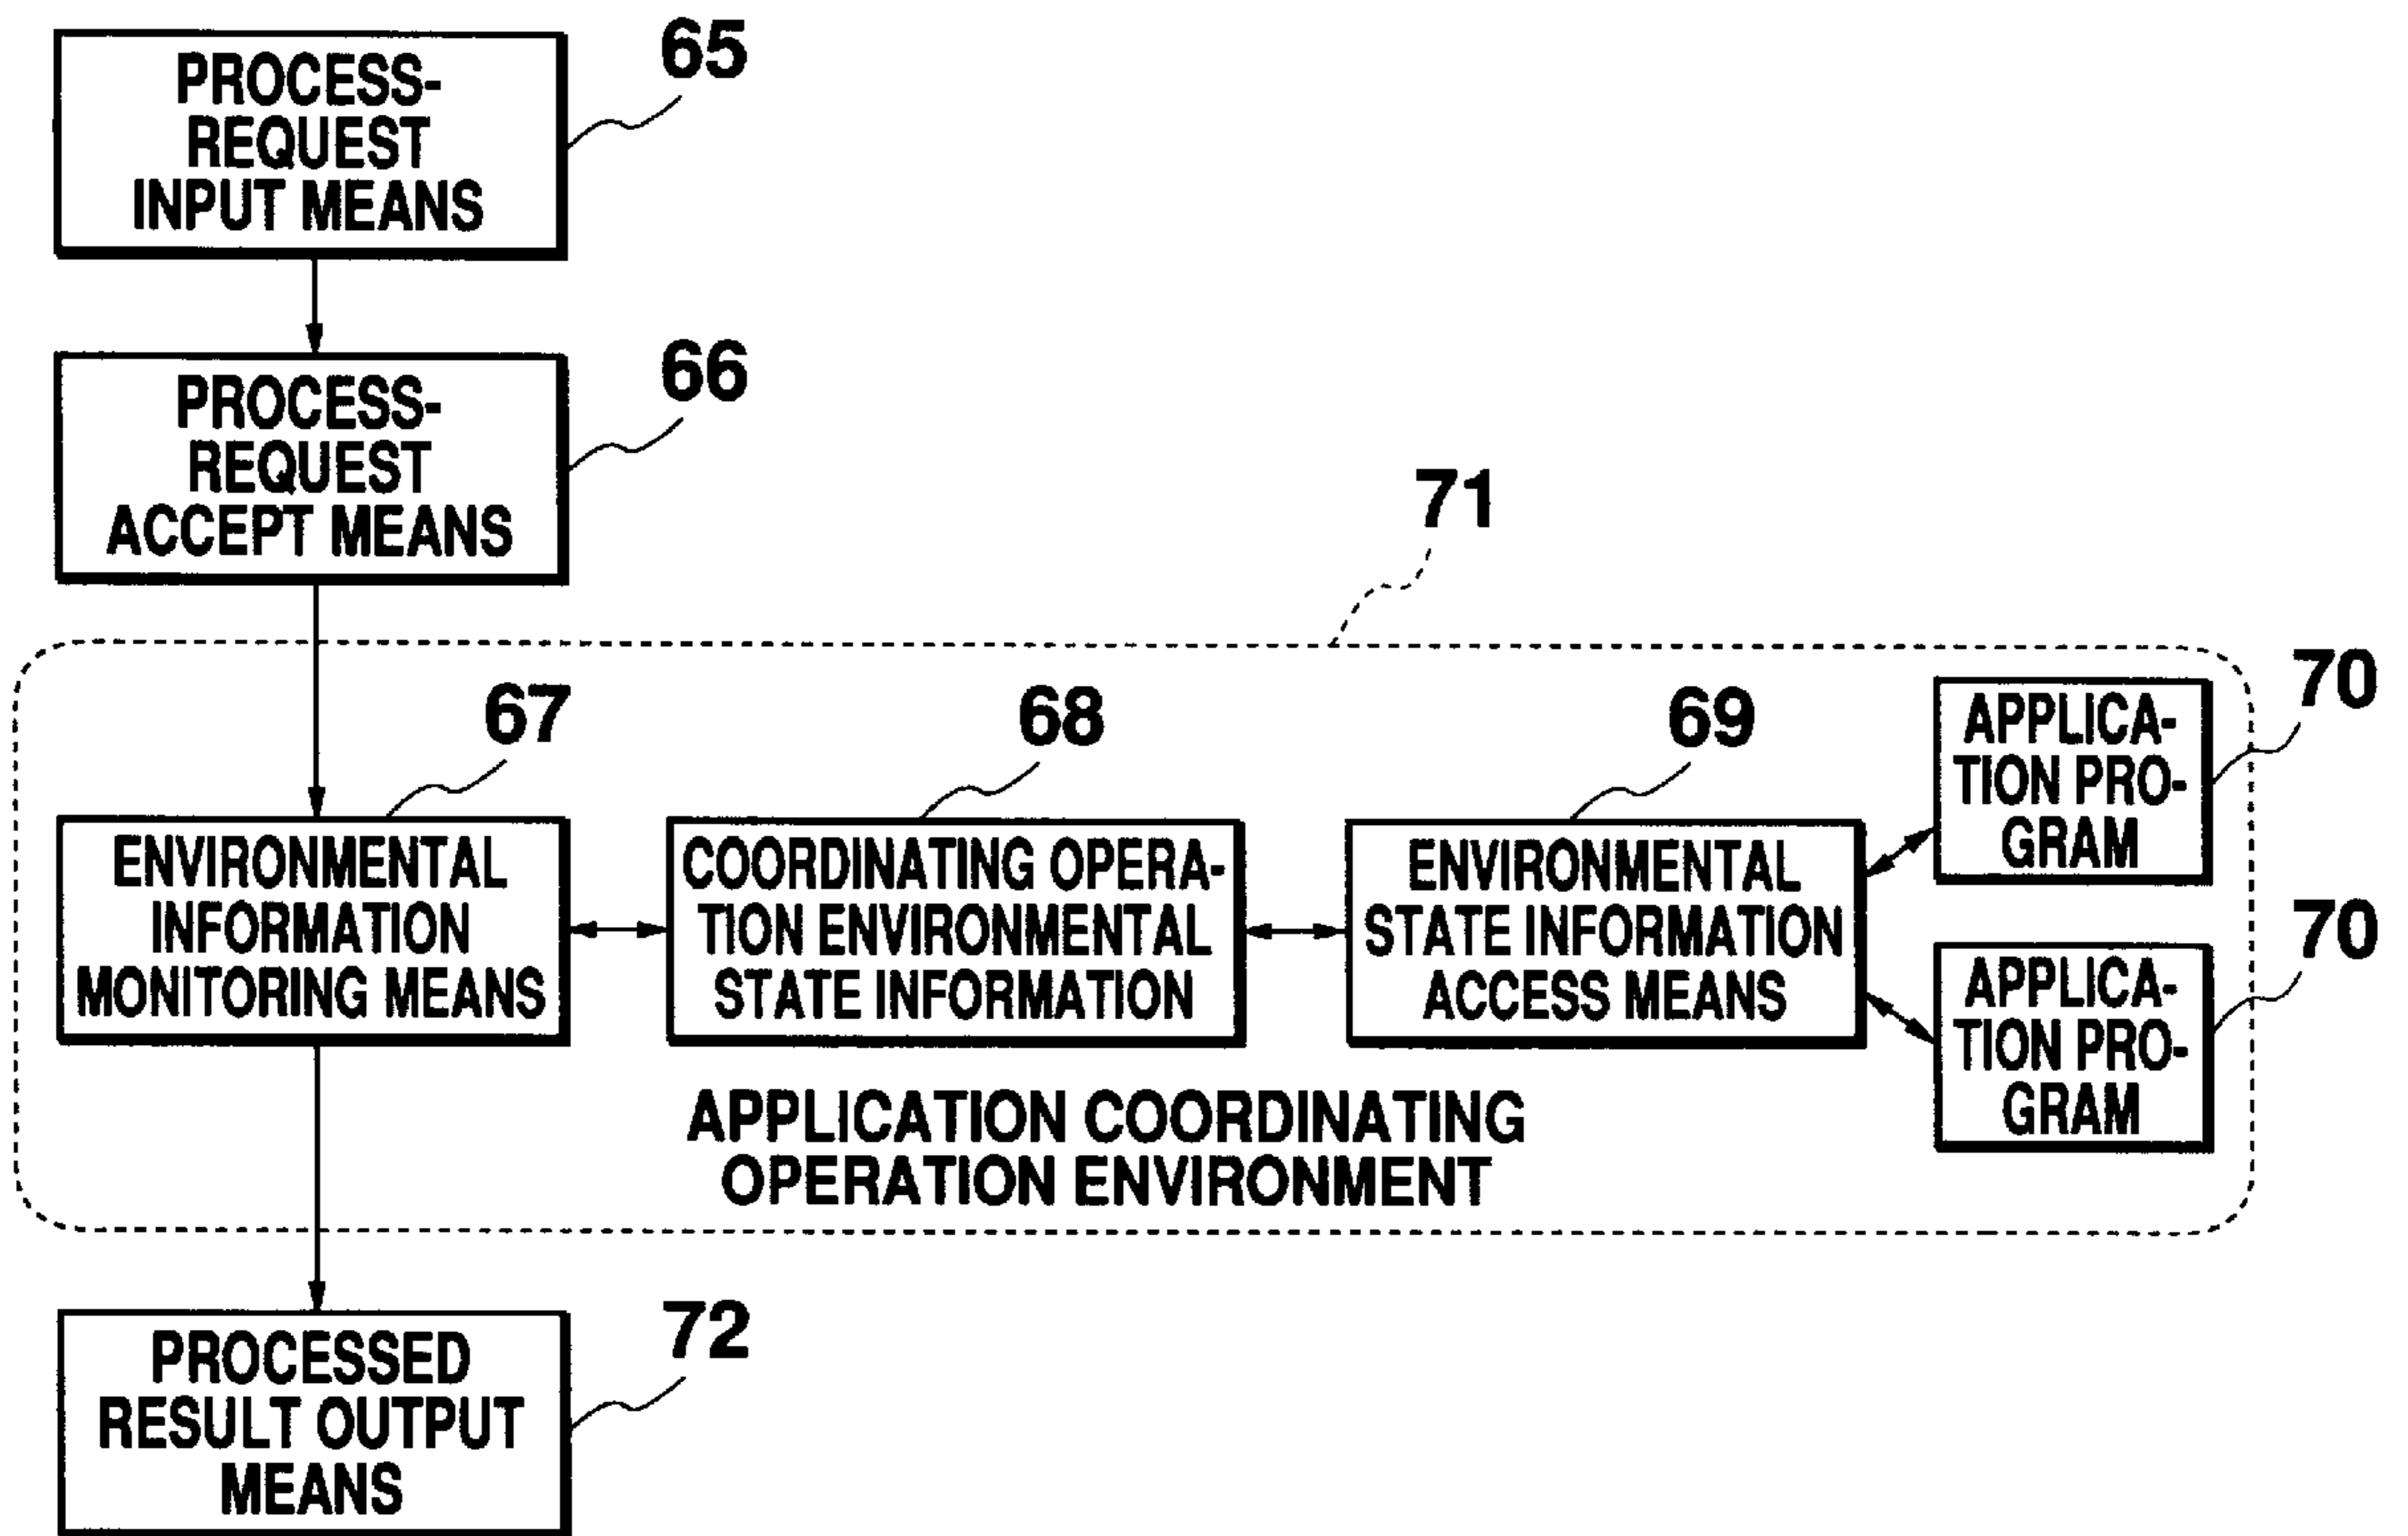 PROCESS-
REQUEST
INPUT MEANS
65
PROCESS-
REQUEST
ACCEPT MEANS
66
71
67
ENVIRONMENTAL
INFORMATION
MONITORING MEANS
68
COORDINATING OPERA-
TION ENVIRONMENTAL
STATE INFORMATION
69
ENVIRONMENTAL
STATE INFORMATION
ACCESS MEANS
70
APPLICA-
TION PRO-
GRAM
70
APPLICA-
TION PRO-
GRAM
APPLICATION COORDINATING
OPERATION ENVIRONMENT
72
PROCESSED
RESULT OUTPUT
MEANS